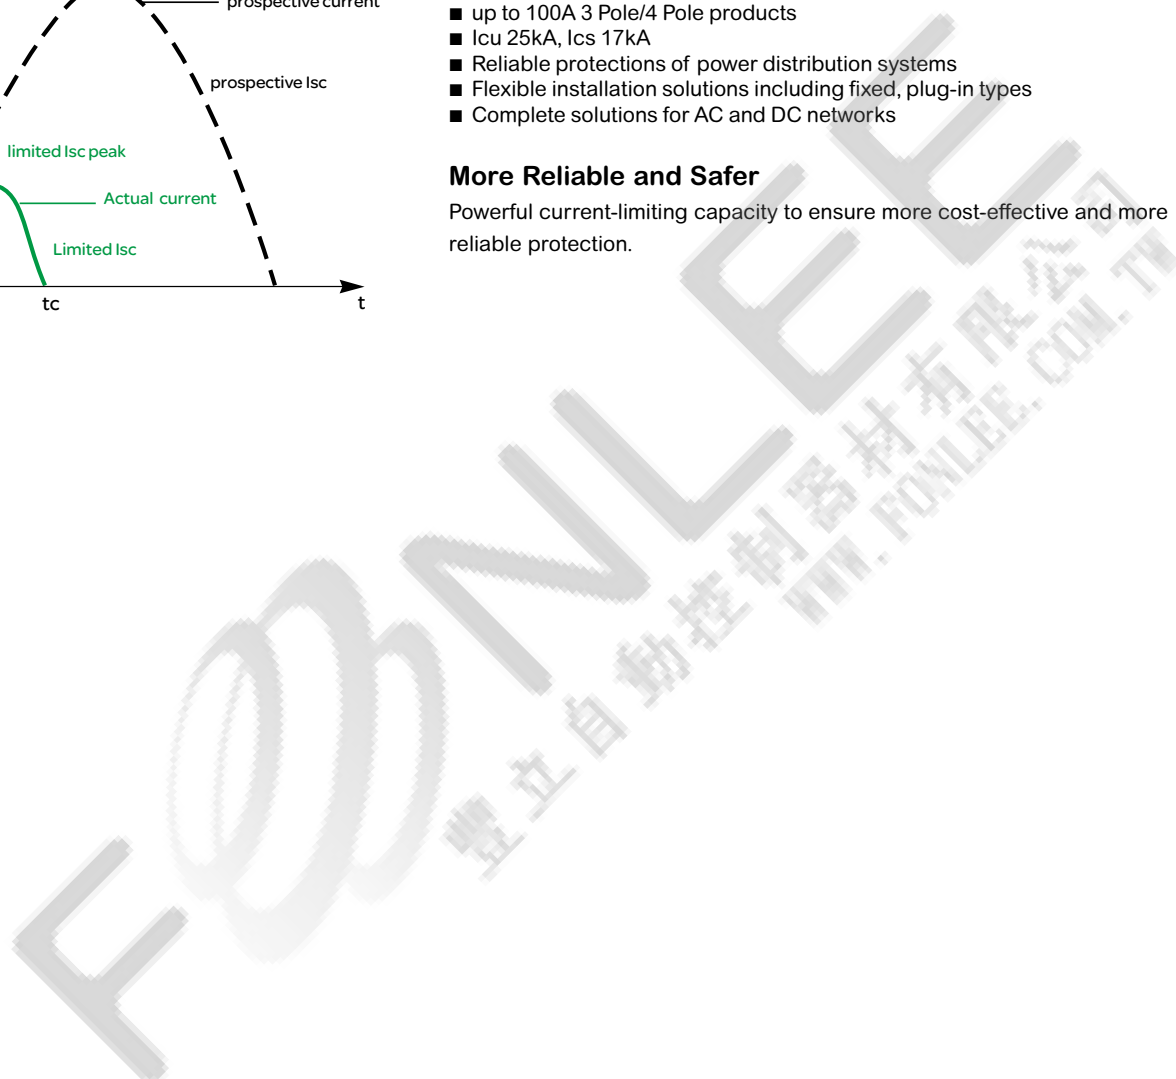 prospective current
prospective Isc
limited Isc peak
Actual current
Limited Isc
tc
t
■ up to 100A 3 Pole/4 Pole products
■ Icu 25kA, Ics 17kA
■ Reliable protections of power distribution systems
■ Flexible installation solutions including fixed, plug-in types
■ Complete solutions for AC and DC networks
More Reliable and Safer
Powerful current-limiting capacity to ensure more cost-effective and more
reliable protection.
FONLEE
豐立自動控制器材有限公司
WWW.FONLEE.COM.TW